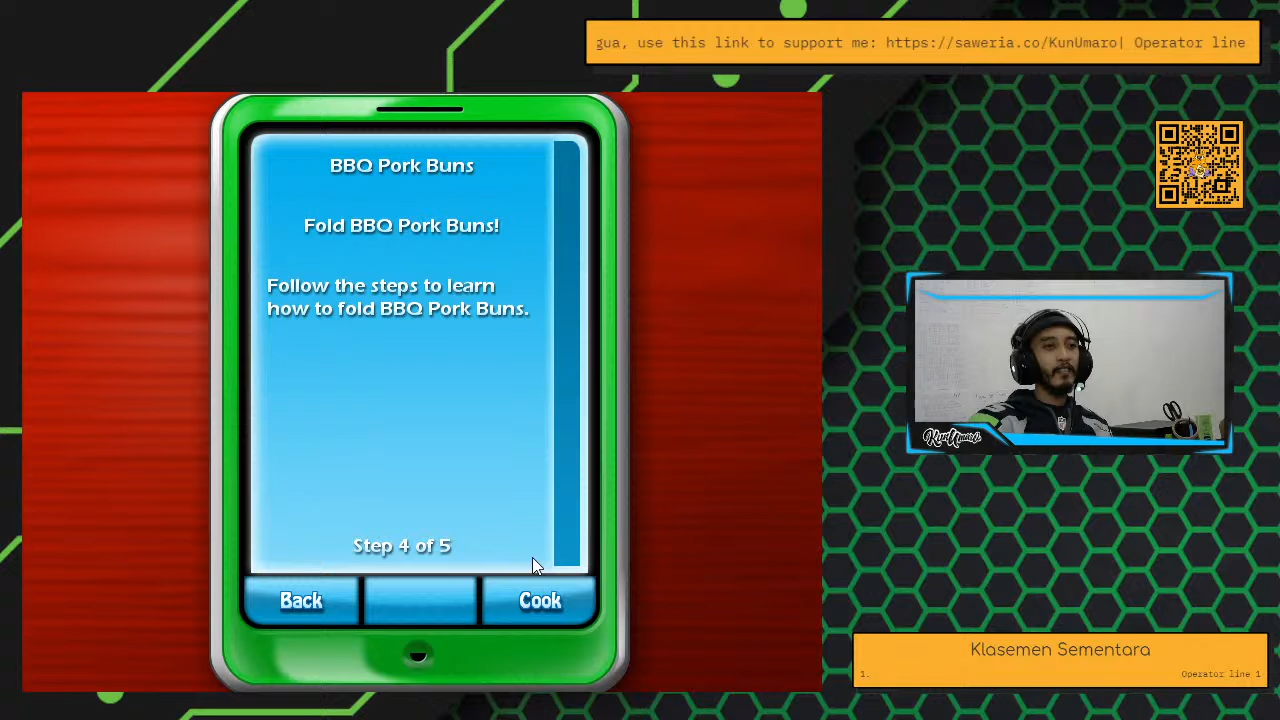 gua, use this link to support me: https://saweria.co/KunUmaro| Operator line
BBQ Pork Buns
Fold BBQ Pork Buns!
Follow the steps to learn
how to fold BBQ Pork Buns.
Step 4 of 5
Back
Cook
KunUmaro
Klasemen Sementara
1.
Operator line 1